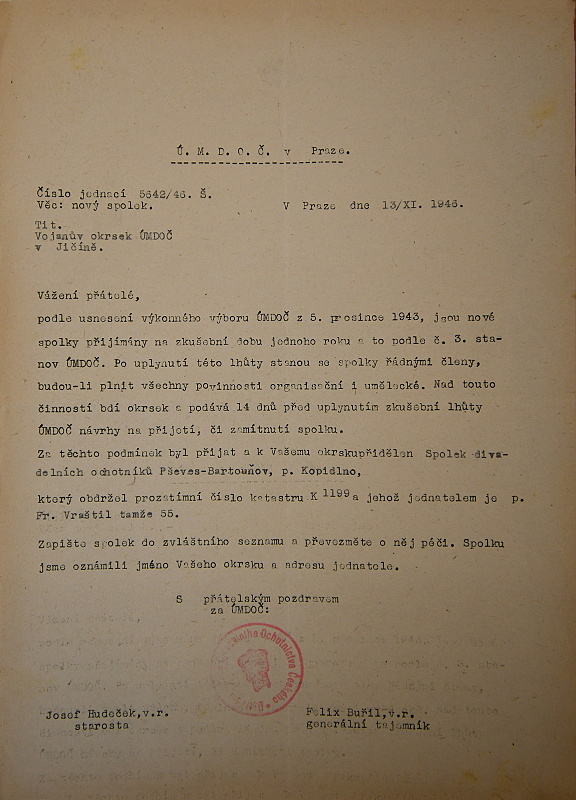 Ú. M. D. O. Č. v Praze.
Číslo jednací 5642/46. Š.
Věc: nový spolek.
V Praze dne 13/XI. 1946.
Tit.
Vojanův okrsek ÚMDOČ
v Jičíně.
Vážení přátelé,
podle usnesení výkonného výboru ÚMDOČ z 5. prosince 1943, jsou nové
spolky přijímány na zkušební dobu jednoho roku a to podle č. 3. sta-
nov ÚMDOČ. Po uplynutí této lhůty stanou se spolky řádnými členy,
budou-li plnit všechny povinnosti organisační i umělecké. Nad touto
činností bdí okrsek a podává 14 dnů před uplynutím zkušební lhůty
ÚMDOČ návrhy na přijetí, či zamítnutí spolku.
Za těchto podmínek byl přijat a k Vašemu okrskupřidělen Spolek diva-
delních ochotníků Pševes-Bartoušov, p. Kopidlno,
který obdržel prozatímní číslo katastru K 1199 a jehož jednatelem je p.
Fr. Vraštil tamže 55.
Zapište spolek do zvláštního seznamu a převezměte o něj péči. Spolku
jsme oznámili jméno Vašeho okrsku a adresu jednatele.
S přátelským pozdravem
za ÚMDOČ:
Ochotnictva Českého
Josef Hudeček,v.r.
starosta
Felix Buřil,v.r.
generální tajemník